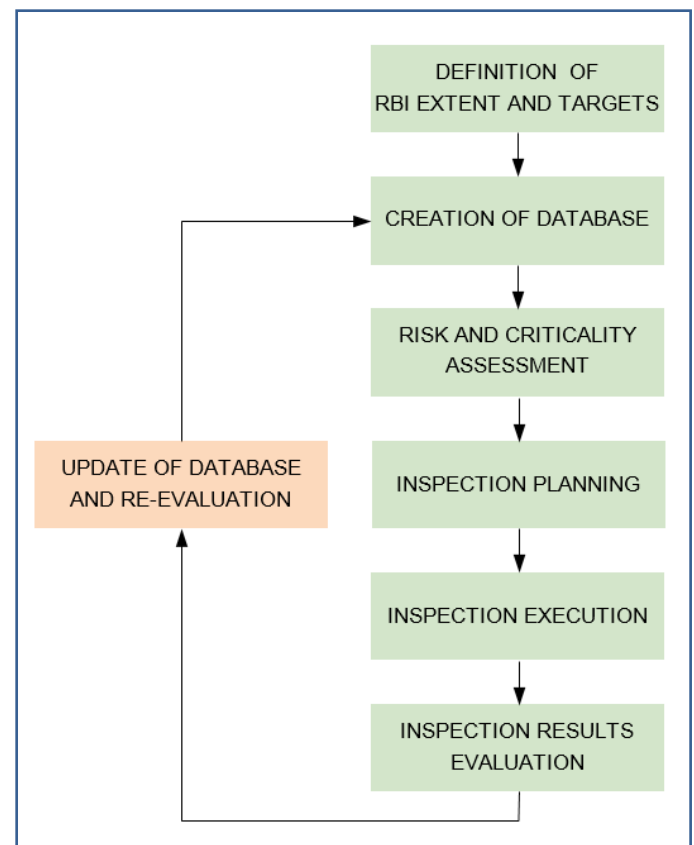 DEFINITION OF
RBI EXTENT AND TARGETS
CREATION OF DATABASE
RISK AND CRITICALITY
ASSESSMENT
UPDATE OF DATABASE
AND RE-EVALUATION
INSPECTION PLANNING
INSPECTION EXECUTION
INSPECTION RESULTS
EVALUATION